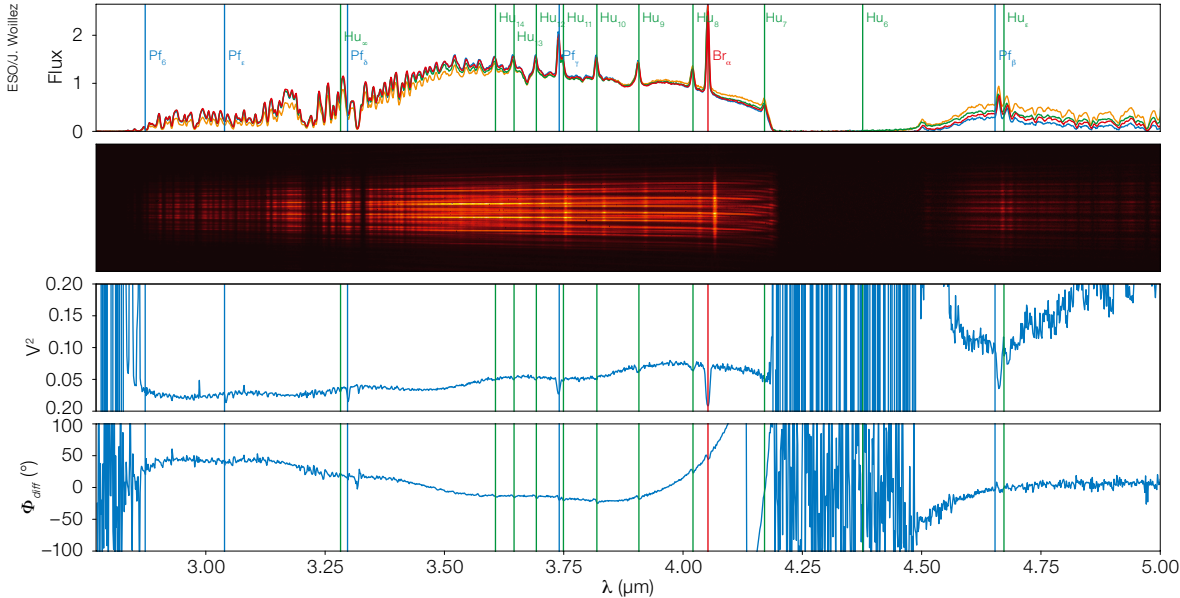 ESO/J. Woillez
Flux
2
1
0
Pf₆
Pfε
Hu∞
Pfδ
Hu₁₄
Hu₁₃
Hu₁₂
Pfγ
Hu₁₁
Hu₁₀
Hu₉
Hu₈
Brα
Hu₇
Hu₆
Huε
Pfβ
V²
0.20
0.15
0.10
0.05
0.20
Φdiff (°)
100
50
0
−50
−100
3.00 3.25 3.50 3.75 4.00 4.25 4.50 4.75 5.00
λ (μm)